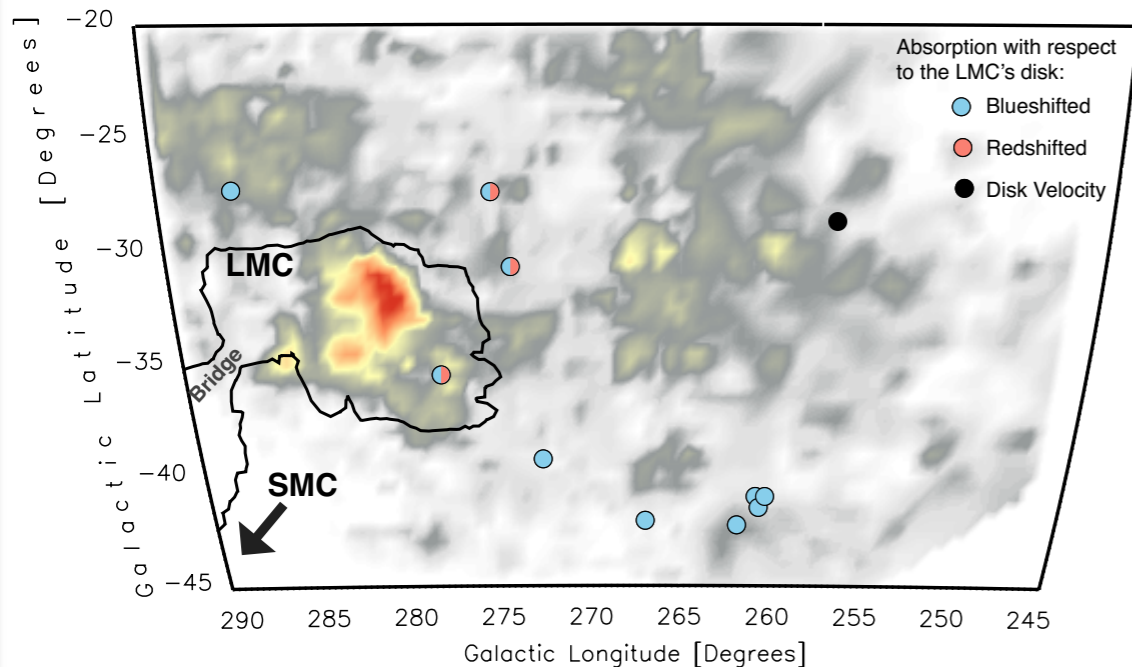 Absorption with respect
to the LMC's disk:
Blueshifted
Redshifted
Disk Velocity
Galactic Latitude [Degrees]
−20
−25
−30
−35
−40
−45
LMC
Bridge
SMC
290 285 280 275 270 265 260 255 250 245
Galactic Longitude [Degrees]